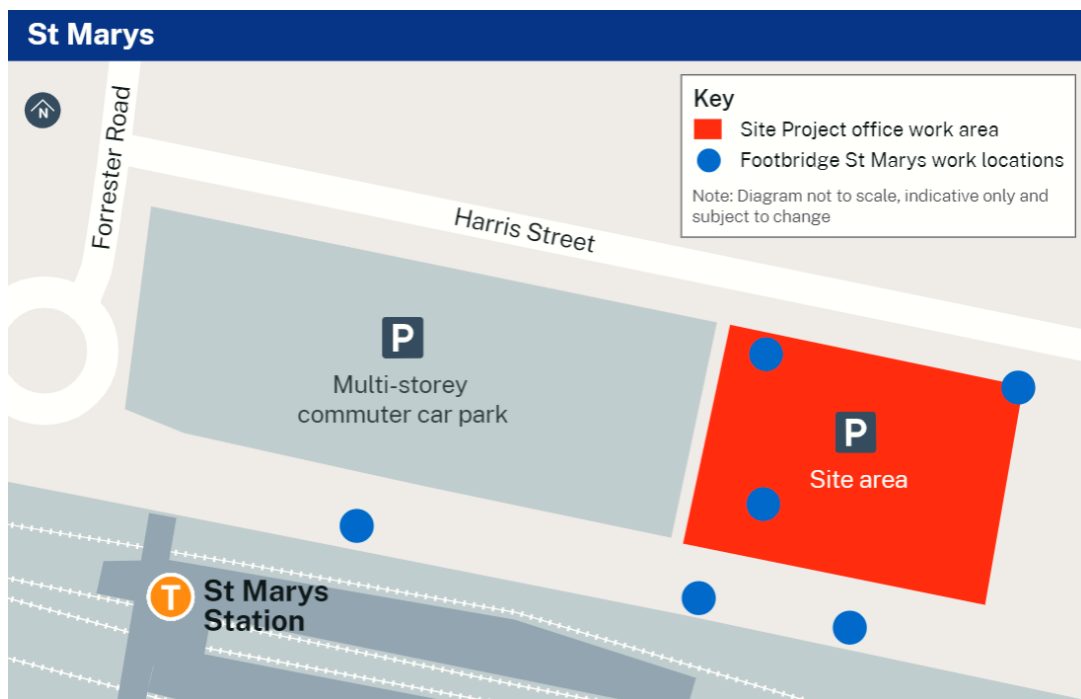 St Marys
N
Forrester Road
Key
Site Project office work area
Footbridge St Marys work locations
Note: Diagram not to scale, indicative only and
subject to change
Harris Street
P
Multi-storey
commuter car park
P
Site area
T
St Marys
Station